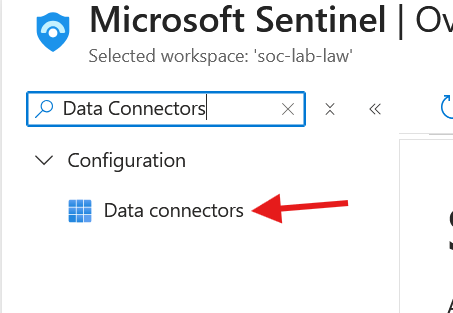 Microsoft Sentinel | Ov
Selected workspace: 'soc-lab-law'
Data Connectors
Configuration
Data connectors